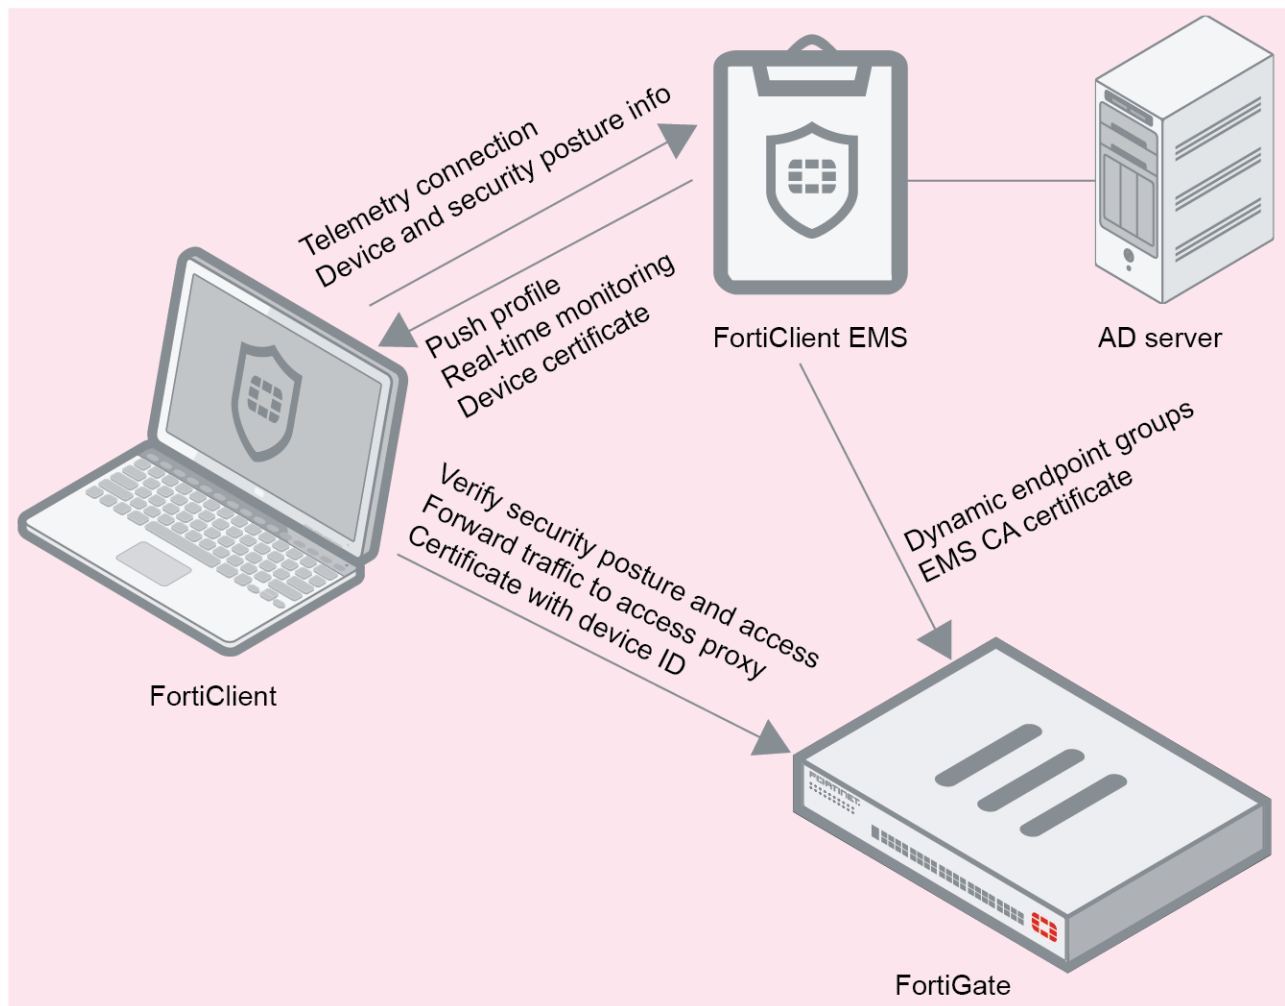 Telemetry connection
Device and security posture info
Push profile
Real-time monitoring
Device certificate
FortiClient EMS
AD server
Dynamic endpoint groups
EMS CA certificate
Verify security posture and access
Forward traffic to access proxy
Certificate with device ID
FortiClient
FORTINET
FortiGate